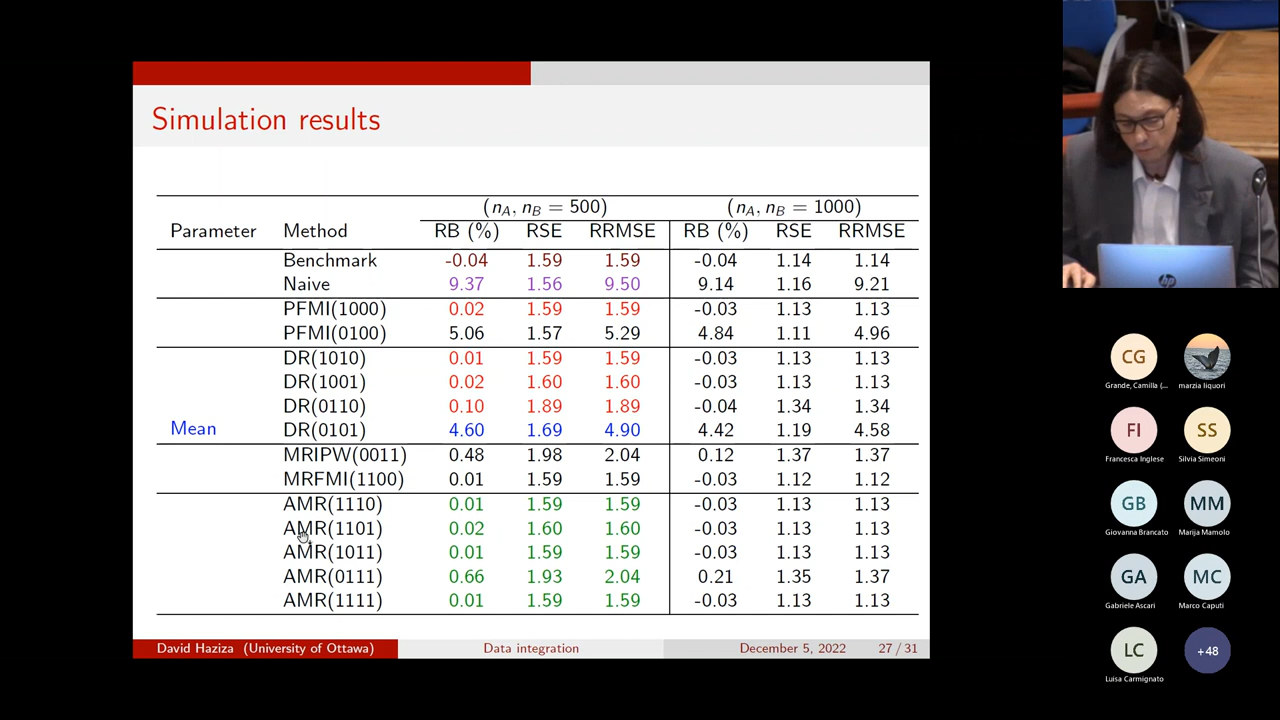 Simulation results
(nA, nB = 500) (nA, nB = 1000)
Parameter Method RB (%) RSE RRMSE RB (%) RSE RRMSE
Benchmark -0.04 1.59 1.59 -0.04 1.14 1.14
Naive 9.37 1.56 9.50 9.14 1.16 9.21
PFMI(1000) 0.02 1.59 1.59 -0.03 1.13 1.13
PFMI(0100) 5.06 1.57 5.29 4.84 1.11 4.96
DR(1010) 0.01 1.59 1.59 -0.03 1.13 1.13
DR(1001) 0.02 1.60 1.60 -0.03 1.13 1.13
DR(0110) 0.10 1.89 1.89 -0.04 1.34 1.34
Mean DR(0101) 4.60 1.69 4.90 4.42 1.19 4.58
MRIPW(0011) 0.48 1.98 2.04 0.12 1.37 1.37
MRFMI(1100) 0.01 1.59 1.59 -0.03 1.12 1.12
AMR(1110) 0.01 1.59 1.59 -0.03 1.13 1.13
AMR(1101) 0.02 1.60 1.60 -0.03 1.13 1.13
AMR(1011) 0.01 1.59 1.59 -0.03 1.13 1.13
AMR(0111) 0.66 1.93 2.04 0.21 1.35 1.37
AMR(1111) 0.01 1.59 1.59 -0.03 1.13 1.13
David Haziza (University of Ottawa) Data integration December 5, 2022 27 / 31
hp
CG
Grande, Camilla (... marzia liquori
FI SS
Francesca Inglese Silvia Simeoni
GB MM
Giovanna Brancato Marija Mamolo
GA MC
Gabriele Ascari Marco Caputi
LC +48
Luisa Carmignato